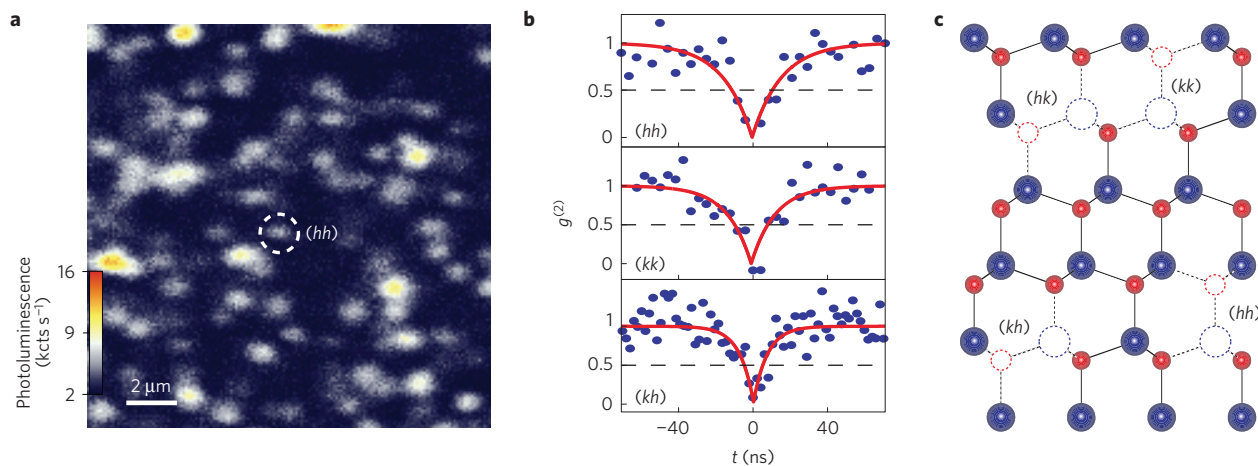 a
(hh)
16
9
4
2
Photoluminescence
(kcts s⁻¹)
2 μm
b
1
0.5
0
(hh)
1
0.5
0
(kk)
1
0.5
0
(kh)
g⁽²⁾
−40
0
40
t (ns)
c
(hk)
(kk)
(kh)
(hh)